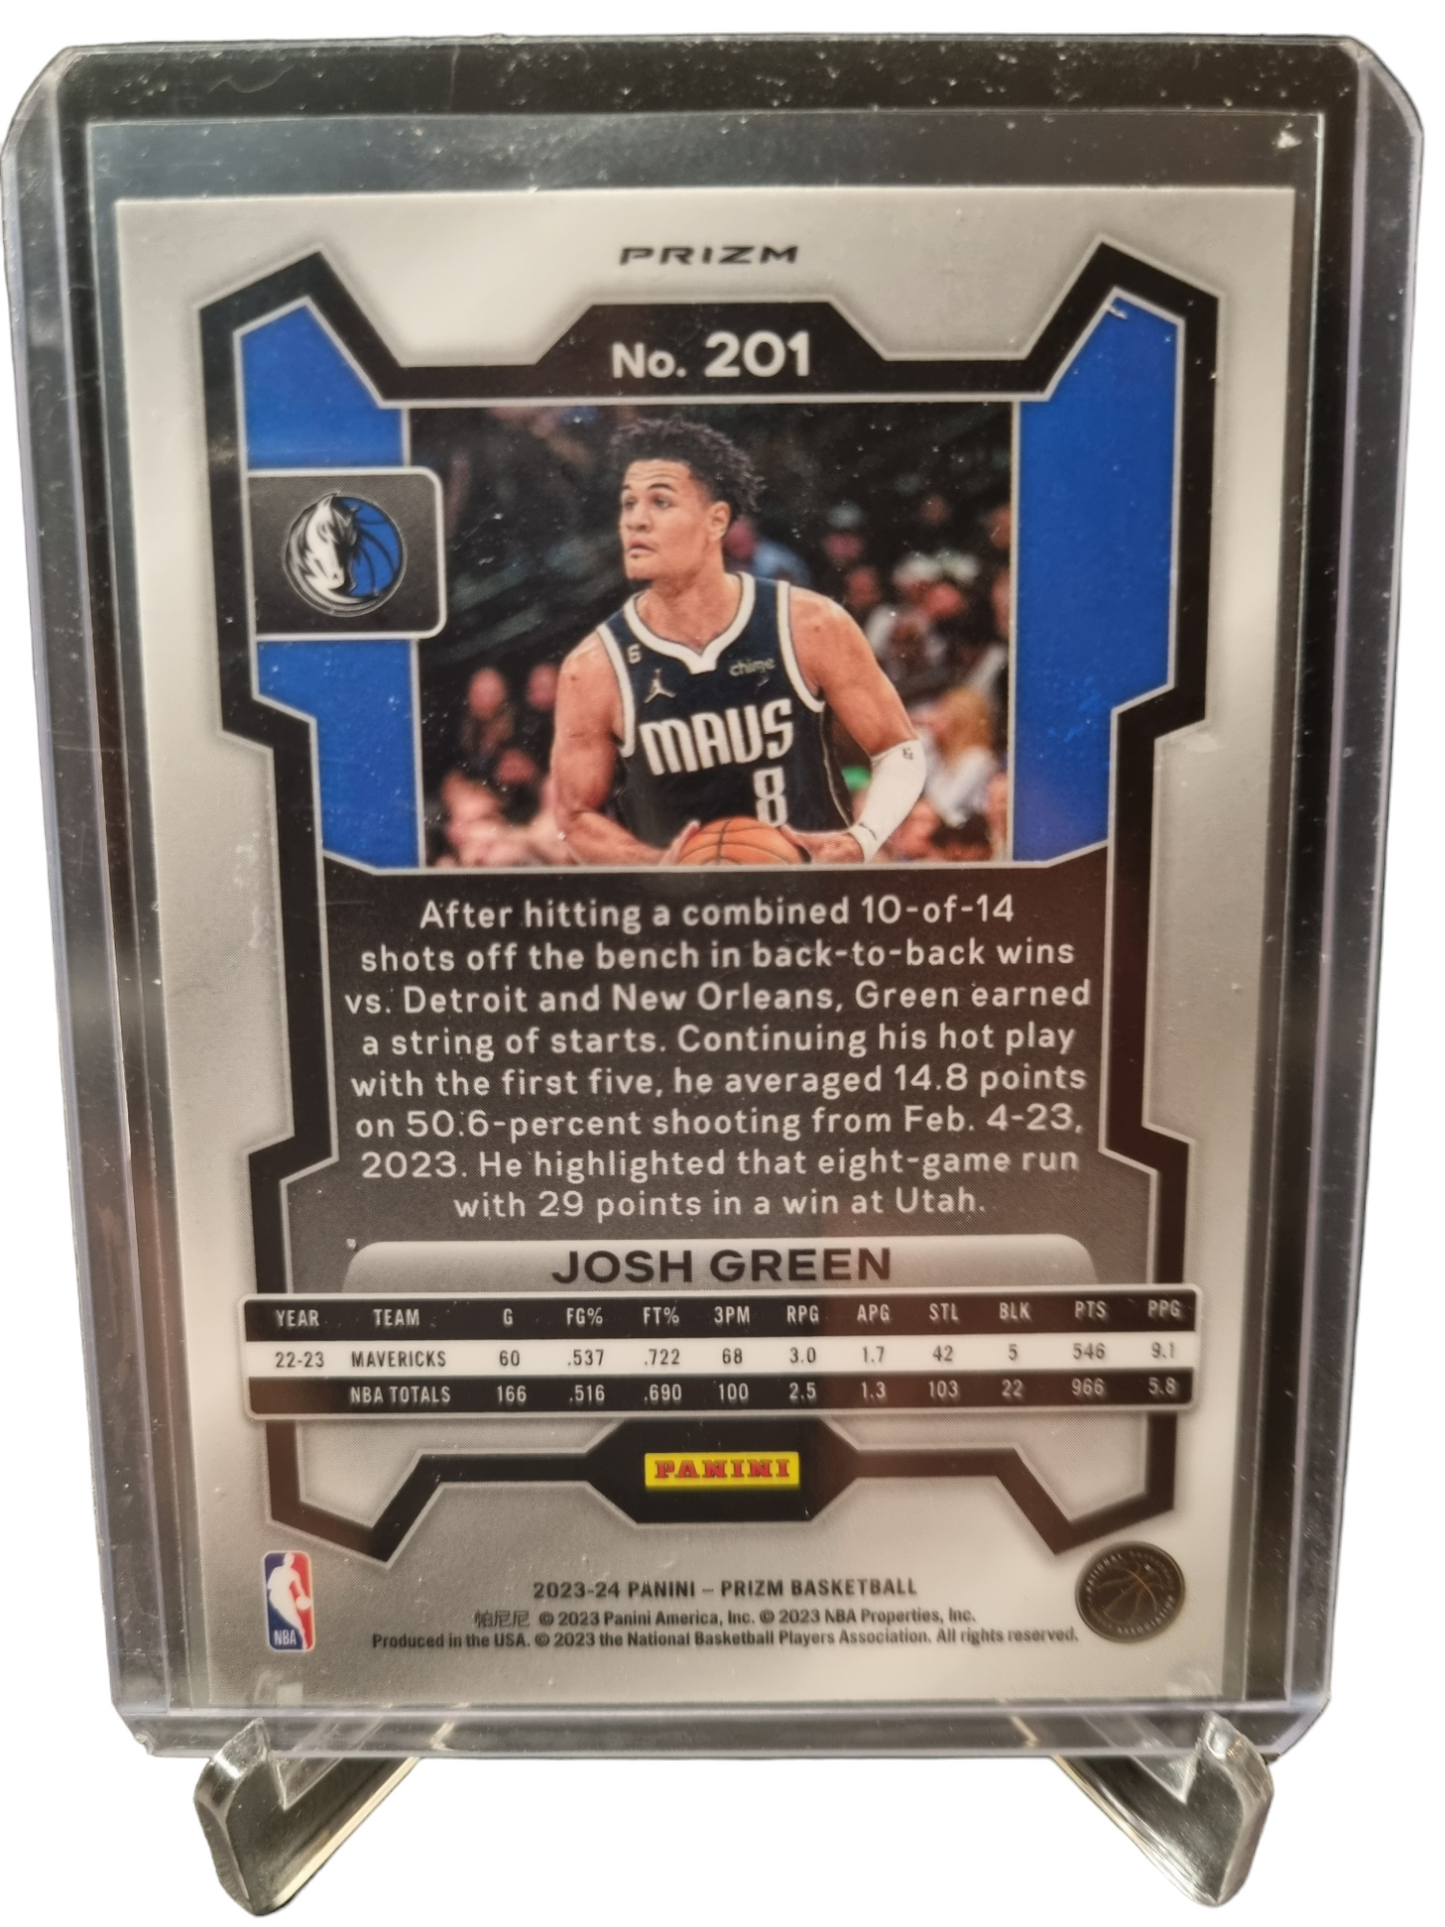 PRIZM
No. 201
6
chime
MAVS
8
After hitting a combined 10-of-14
shots off the bench in back-to-back wins
vs. Detroit and New Orleans, Green earned
a string of starts. Continuing his hot play
with the first five, he averaged 14.8 points
on 50.6-percent shooting from Feb. 4-23,
2023. He highlighted that eight-game run
with 29 points in a win at Utah.
JOSH GREEN
YEAR TEAM G FG% FT% 3PM RPG APG STL BLK PTS PPG
22-23 MAVERICKS 60 .537 .722 68 3.0 1.7 42 5 546 9.1
NBA TOTALS 166 .516 .690 100 2.5 1.3 103 22 966 5.8
PANINI
NBA
2023-24 PANINI – PRIZM BASKETBALL
帕尼尼 © 2023 Panini America, Inc. © 2023 NBA Properties, Inc.
Produced in the USA. © 2023 the National Basketball Players Association. All rights reserved.